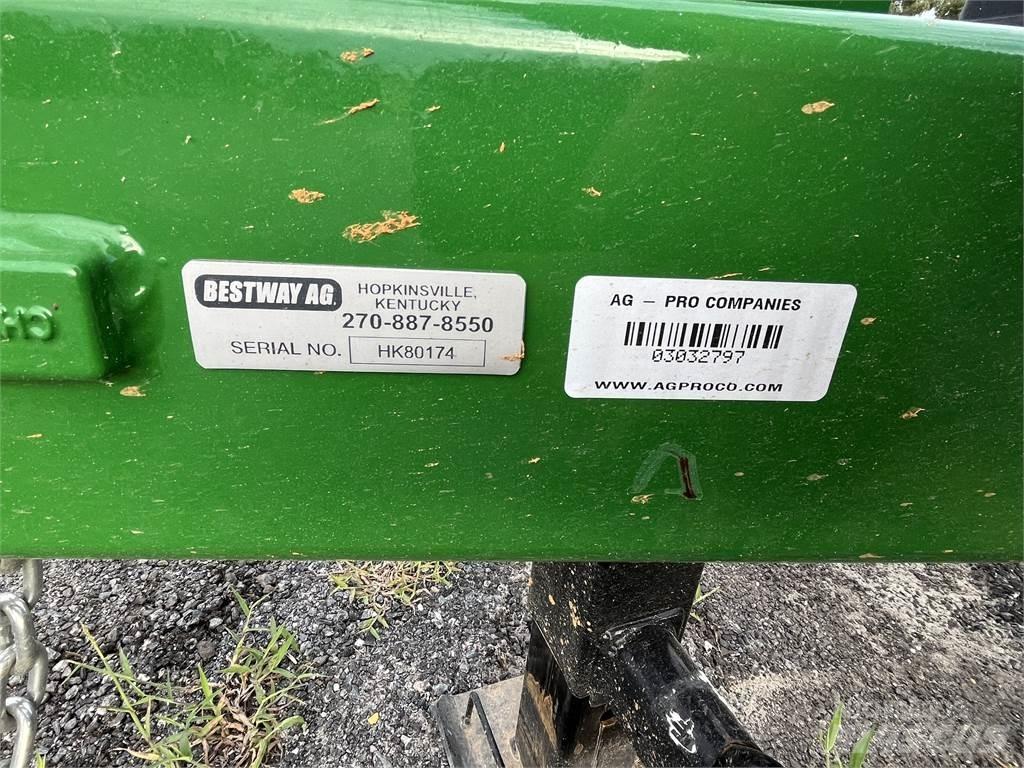 BESTWAY AG.
HOPKINSVILLE,
KENTUCKY
270-887-8550
SERIAL NO. HK80174
AG - PRO COMPANIES
03032797
WWW.AGPROCO.COM